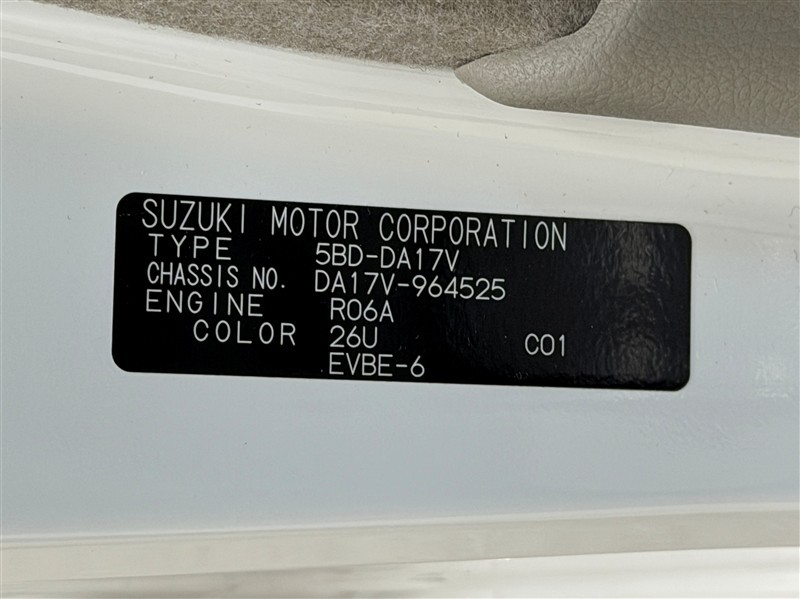 SUZUKI MOTOR CORPORATION
TYPE 5BD-DA17V
CHASSIS NO. DA17V-964525
ENGINE R06A
COLOR 26U C01
EVBE-6